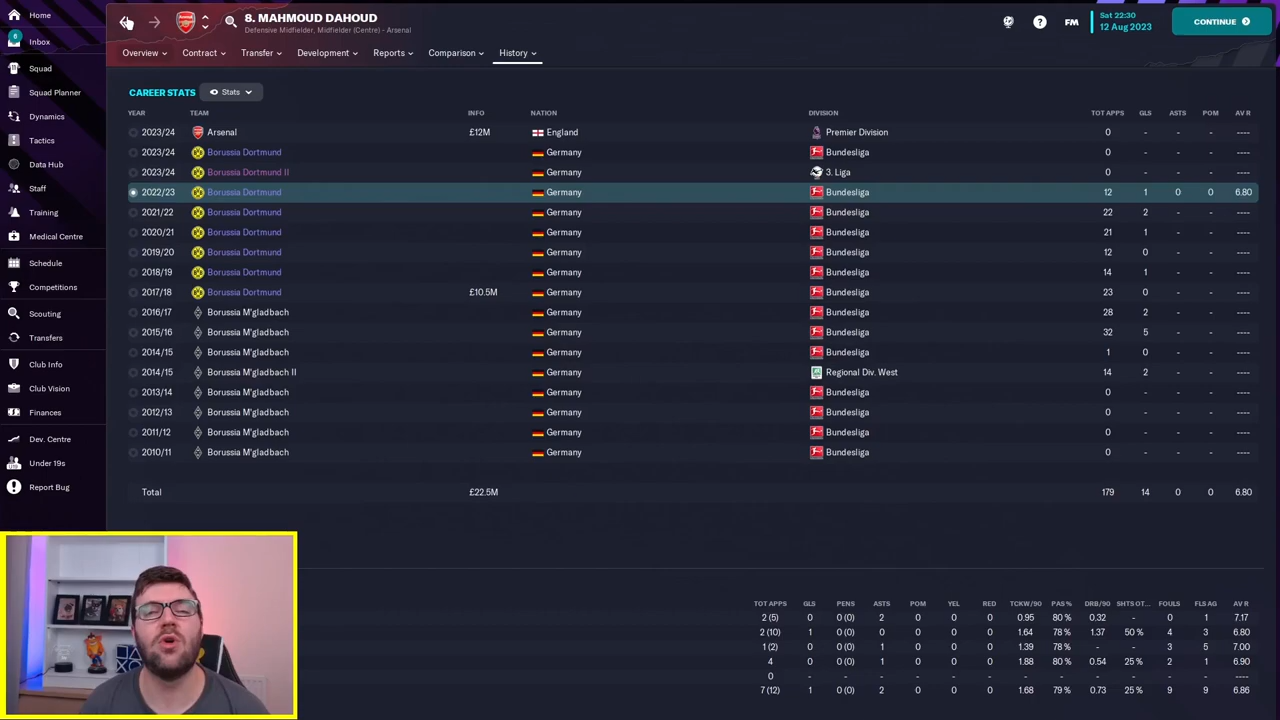 Home
Inbox
6
Squad
Squad Planner
Dynamics
Tactics
Data Hub
Staff
Training
Medical Centre
Schedule
Competitions
Scouting
Transfers
Club Info
Club Vision
Finances
Dev. Centre
Under 19s
Report Bug
8. MAHMOUD DAHOUD
Defensive Midfielder, Midfielder (Centre) - Arsenal
FM
Sat 22:30
12 Aug 2023
CONTINUE
Overview Contract Transfer Development Reports Comparison History
CAREER STATS Stats
YEAR TEAM INFO NATION DIVISION TOT APPS GLS ASTS POM AV R
2023/24 Arsenal £12M England Premier Division 0 - - - ----
2023/24 Borussia Dortmund Germany Bundesliga 0 - - - ----
2023/24 Borussia Dortmund II Germany 3. Liga 0 - - - ----
2022/23 Borussia Dortmund Germany Bundesliga 12 1 0 0 6.80
2021/22 Borussia Dortmund Germany Bundesliga 22 2 - - ----
2020/21 Borussia Dortmund Germany Bundesliga 21 1 - - ----
2019/20 Borussia Dortmund Germany Bundesliga 12 0 - - ----
2018/19 Borussia Dortmund Germany Bundesliga 14 1 - - ----
2017/18 Borussia Dortmund £10.5M Germany Bundesliga 23 0 - - ----
2016/17 Borussia M'gladbach Germany Bundesliga 28 2 - - ----
2015/16 Borussia M'gladbach Germany Bundesliga 32 5 - - ----
2014/15 Borussia M'gladbach Germany Bundesliga 1 0 - - ----
2014/15 Borussia M'gladbach II Germany Regional Div. West 14 2 - - ----
2013/14 Borussia M'gladbach Germany Bundesliga 0 - - - ----
2012/13 Borussia M'gladbach Germany Bundesliga 0 - - - ----
2011/12 Borussia M'gladbach Germany Bundesliga 0 - - - ----
2010/11 Borussia M'gladbach Germany Bundesliga 0 - - - ----
Total £22.5M 179 14 0 0 6.80
TOT APPS GLS PENS ASTS POM YEL RED TCKW/90 PAS % DRB/90 SHTS OT... FOULS FLS AG AV R
2 (5) 0 0 (0) 2 0 0 0 0.95 80 % 0.32 - 0 1 7.17
2 (10) 1 0 (0) 0 0 0 0 1.64 78 % 1.37 50 % 4 3 6.80
1 (2) 0 0 (0) 1 0 0 0 1.39 78 % - - 3 5 7.00
4 0 0 (0) 1 0 0 0 1.88 80 % 0.54 25 % 2 1 6.90
0 - - - - - - - - - - - - ----
7 (12) 1 0 (0) 2 0 0 0 1.68 79 % 0.73 25 % 9 9 6.86